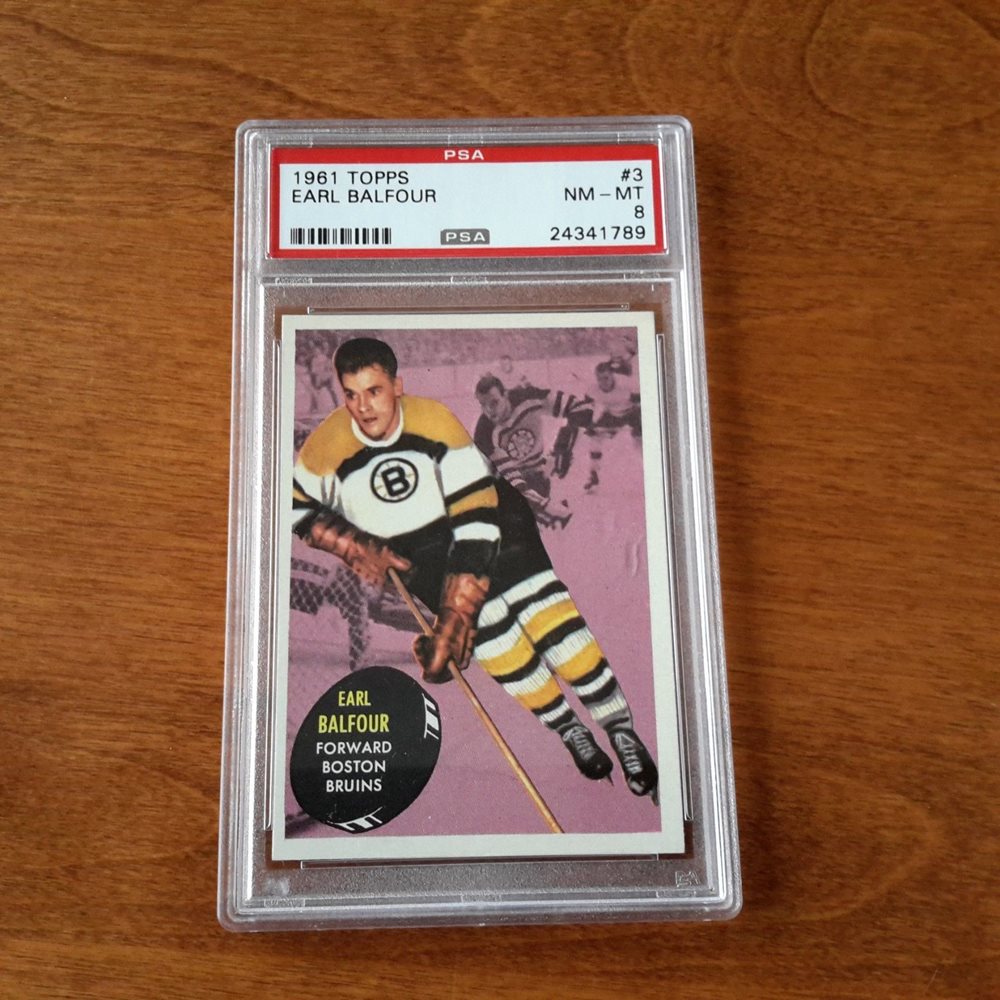 PSA
1961 TOPPS #3
EARL BALFOUR NM - MT
8
PSA 24341789
B
EARL
BALFOUR
FORWARD
BOSTON
BRUINS